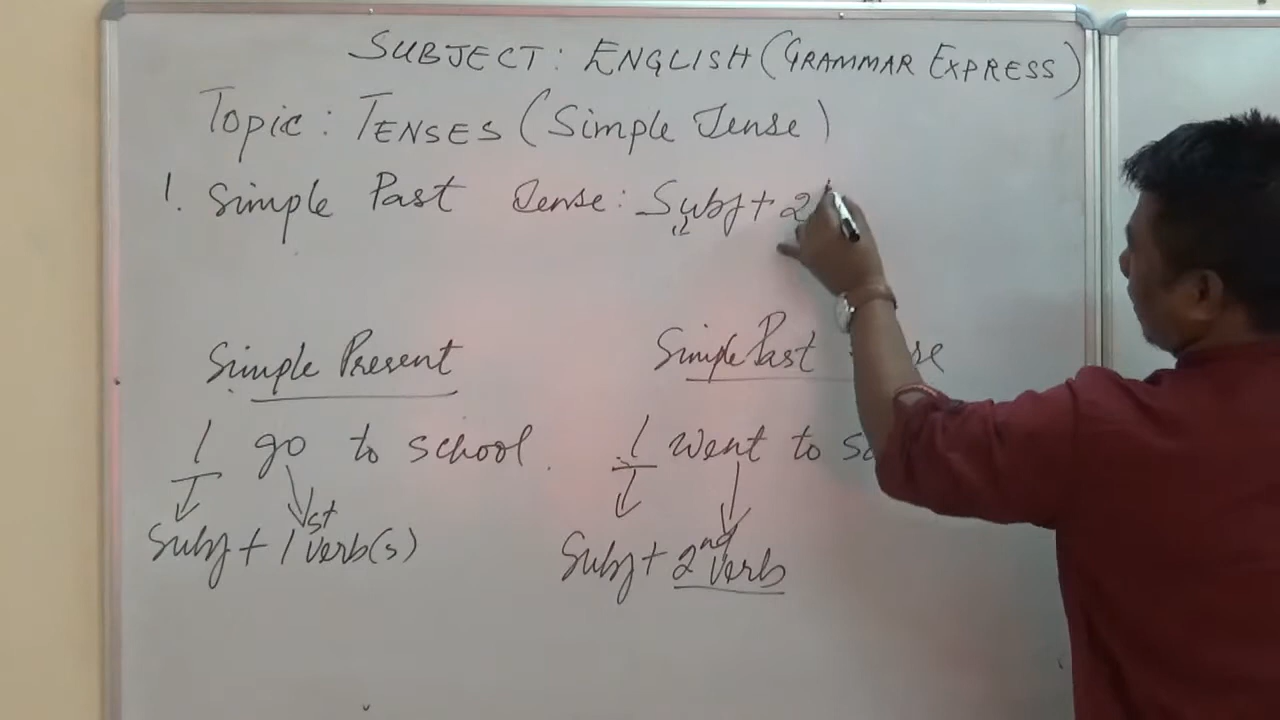 SUBJECT: ENGLISH (GRAMMAR EXPRESS)
Topic: TENSES (Simple Tense)
1. Simple Past Tense: Subj + 2
Simple Present
Simple Past
I go to school.
I went to
Subj + 1st verb(s)
Subj + 2nd verb